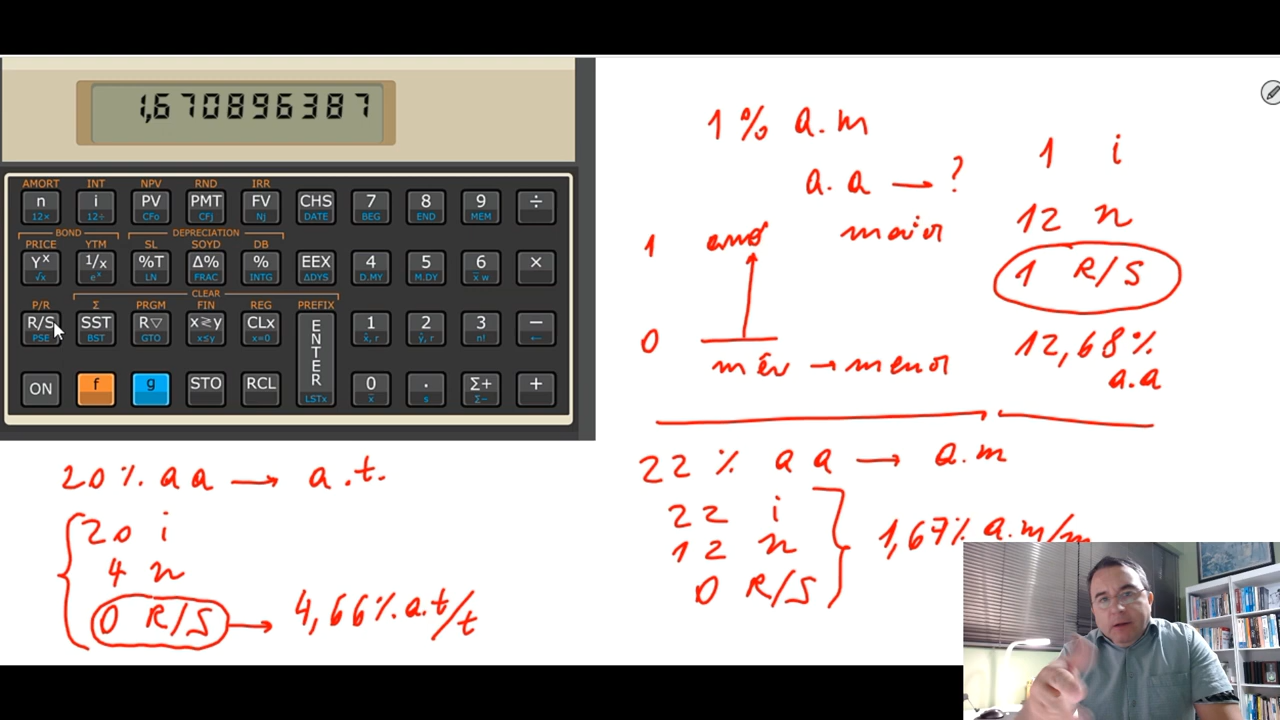 1,670896387
AMORT INT NPV RND IRR
n i PV PMT FV CHS 7 8 9 ÷
12× 12÷ CFo CFj Nj DATE BEG END MEM
BOND DEPRECIATION
PRICE YTM SL SOYD DB
Yˣ 1/x %T Δ% % EEX 4 5 6 ×
√x eˣ LN FRAC INTG ΔDYS D.MY M.DY x̄ w
CLEAR
P/R Σ PRGM FIN REG PREFIX
R/S SST R▽ x≷y CLx ENTER 1 2 3 −
PSE BST GTO x≤y x=0 x̂, r ŷ, r n! ←
ON f g STO RCL 0 . Σ+ +
LSTx x̄ s Σ−
1% a.m
a.a → ?
1 ano maior
0
mês → menor
1 i
12 n
1 R/S
12,68%
a.a
20% aa → a.t.
20 i
4 n
0 R/S → 4,66% a.t/t
22 % aa → a.m
22 i
12 n
0 R/S
1,67% a.m/m